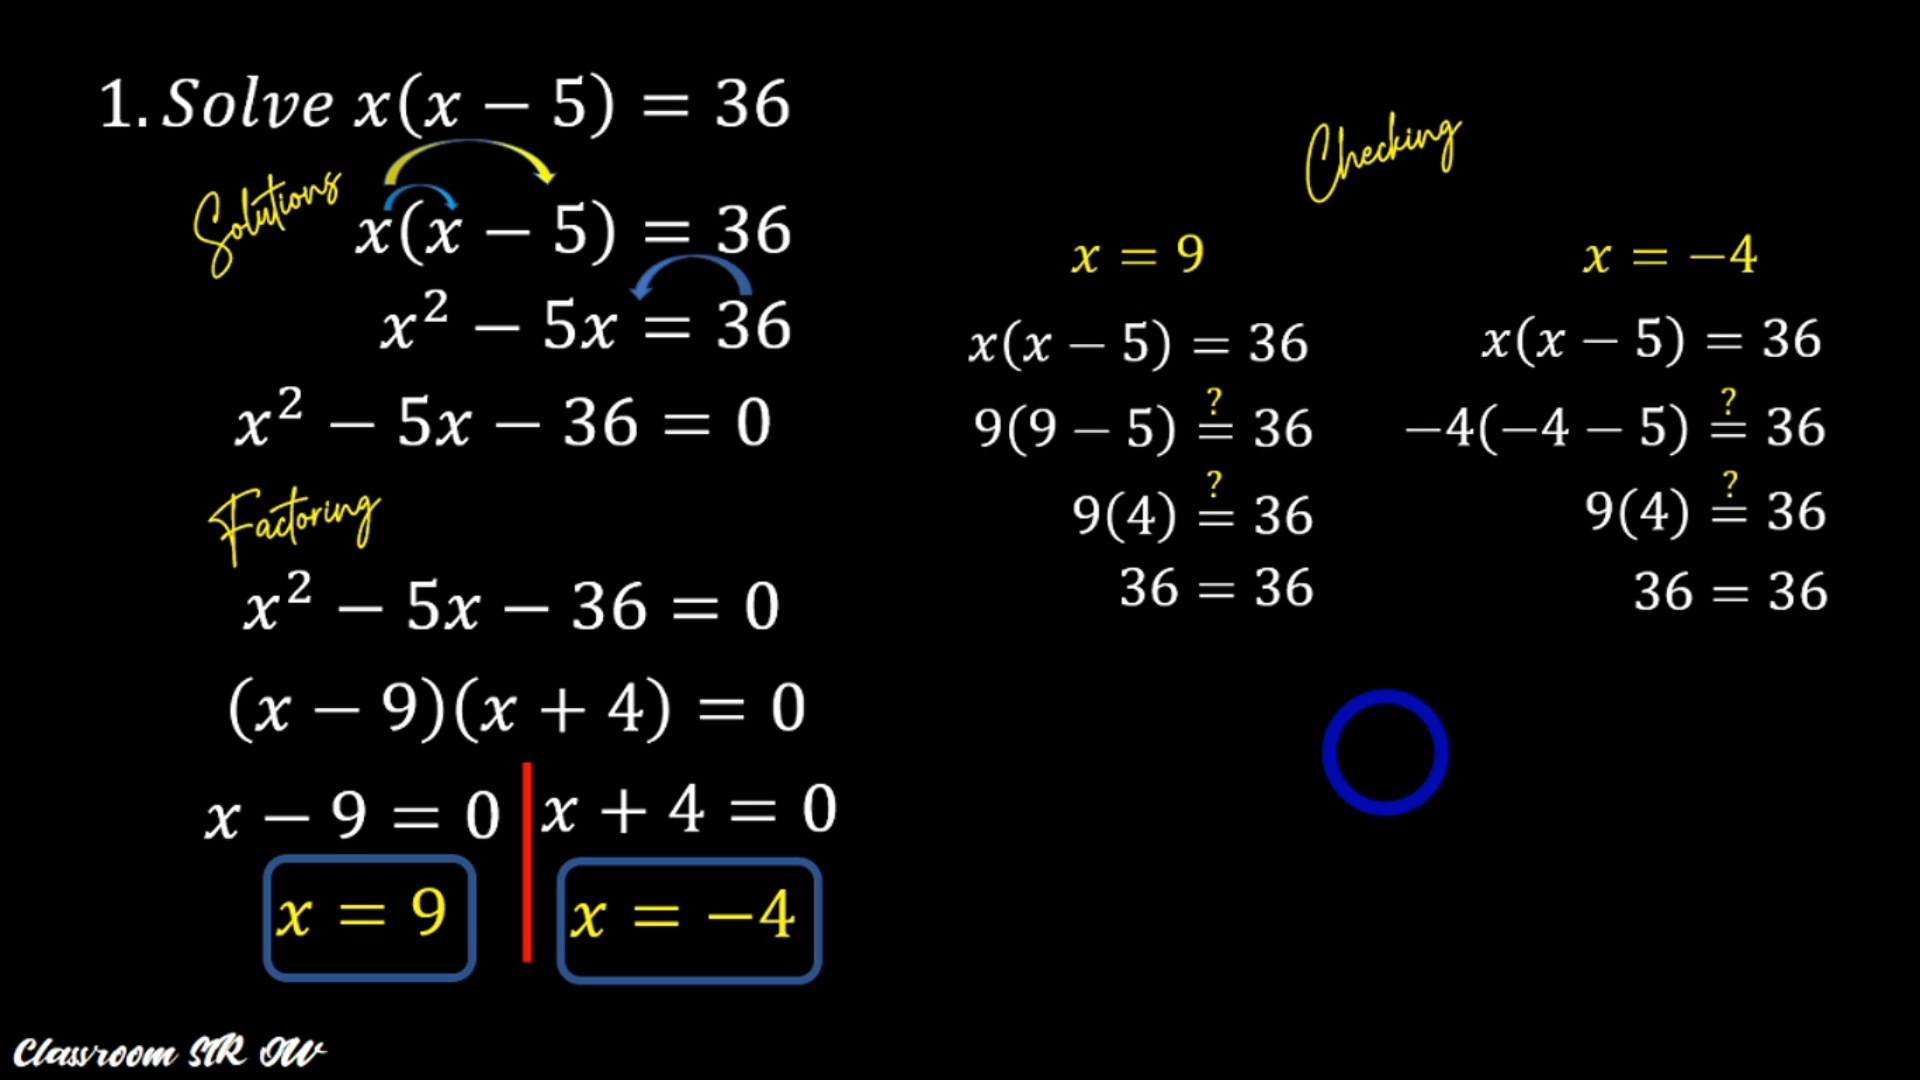 1. Solve x(x − 5) = 36
Solutions
x(x − 5) = 36
x² − 5x = 36
x² − 5x − 36 = 0
Factoring
x² − 5x − 36 = 0
(x − 9)(x + 4) = 0
x − 9 = 0 | x + 4 = 0
x = 9
x = −4
Checking
x = 9
x(x − 5) = 36
9(9 − 5) ≟ 36
9(4) ≟ 36
36 = 36
x = −4
x(x − 5) = 36
−4(−4 − 5) ≟ 36
9(4) ≟ 36
36 = 36
Classroom SIR OW